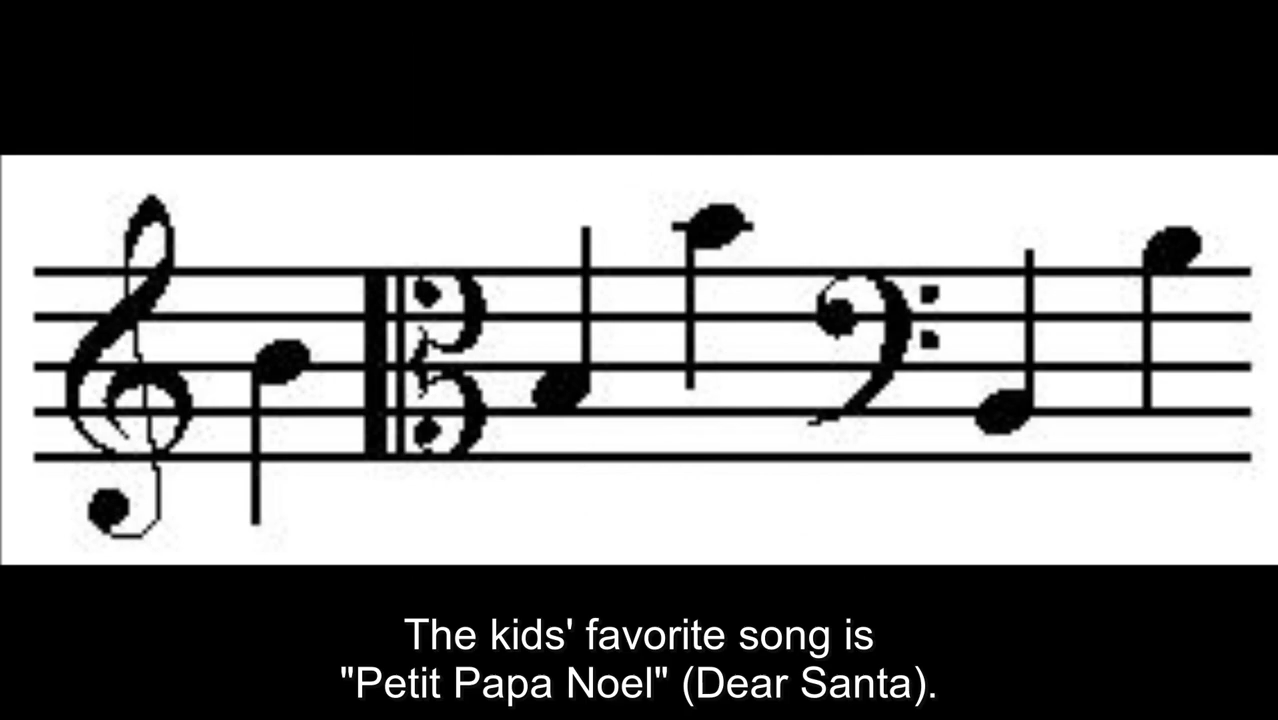 The kids' favorite song is
"Petit Papa Noel" (Dear Santa).